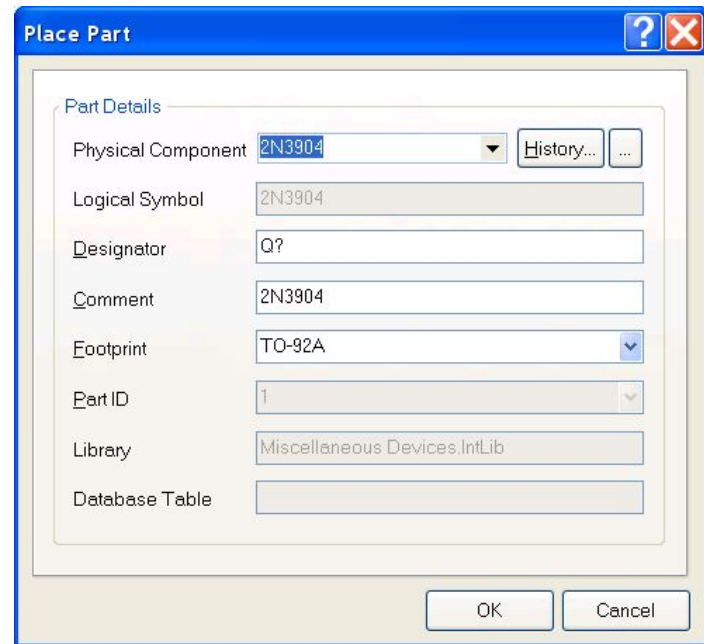 Place Part
Part Details
Physical Component 2N3904 History... ...
Logical Symbol 2N3904
Designator Q?
Comment 2N3904
Footprint TO-92A
Part ID 1
Library Miscellaneous Devices.IntLib
Database Table
OK Cancel